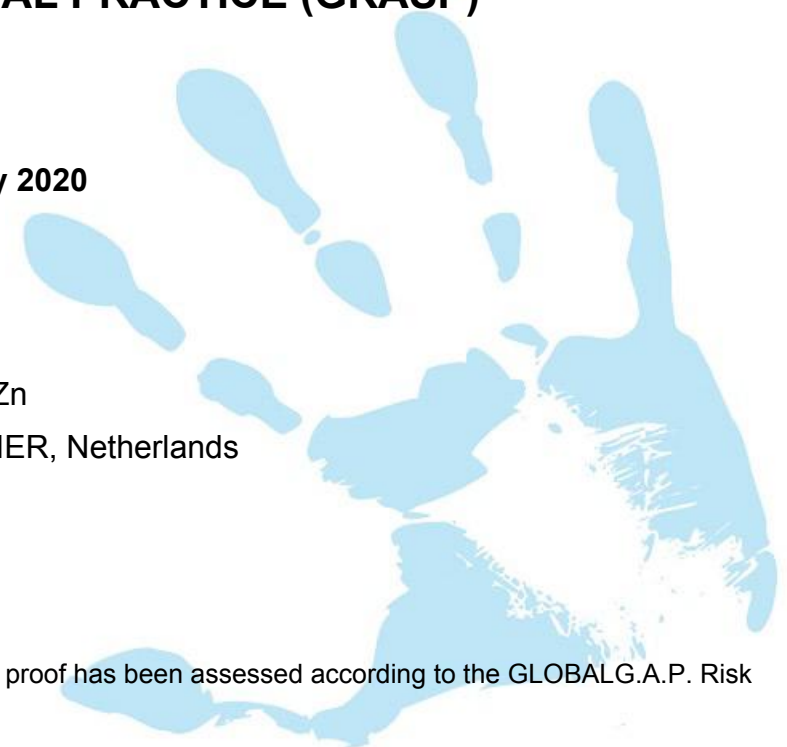 AL PRACTICE (GRASP)
y 2020
Zn
IER, Netherlands
proof has been assessed according to the GLOBALG.A.P. Risk